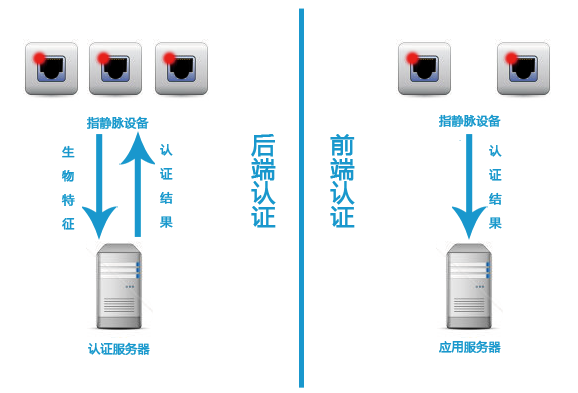 指静脉设备
生物特征
认证结果
认证服务器
后端认证
前端认证
指静脉设备
认证结果
应用服务器